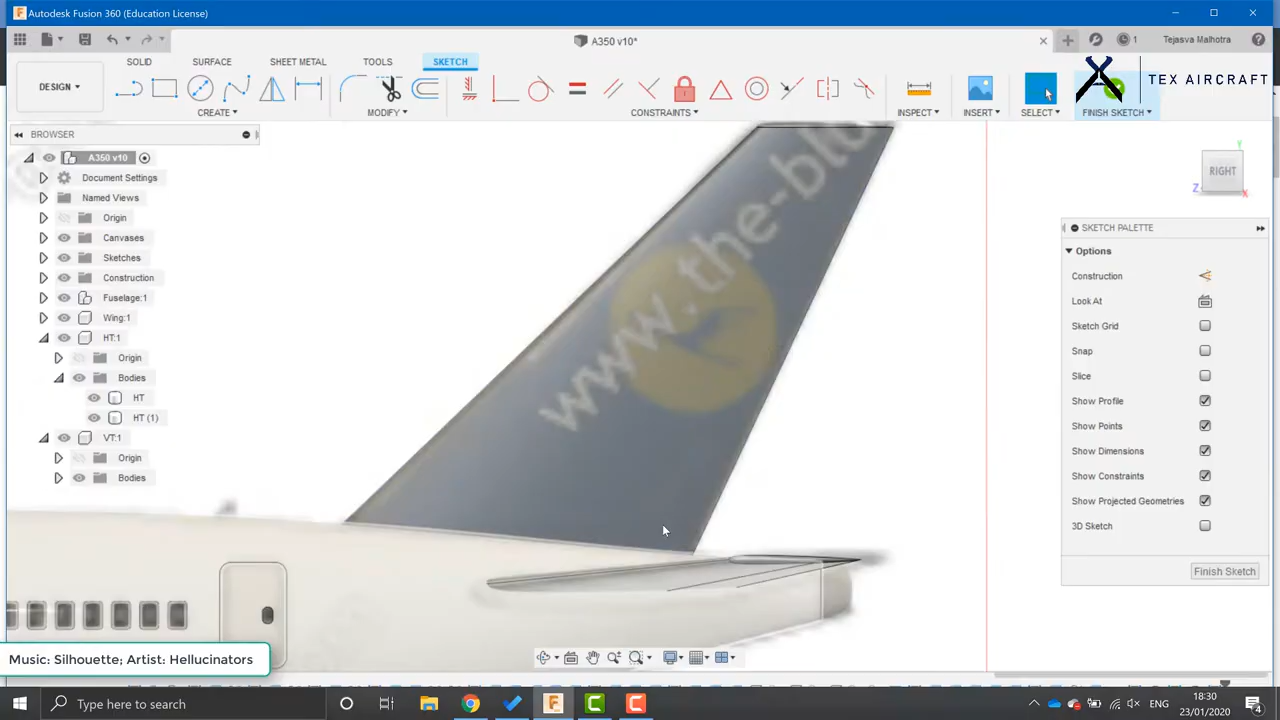 Autodesk Fusion 360 (Education License)
A350 v10*
Tejasva Malhotra
1
SOLID SURFACE SHEET METAL TOOLS SKETCH
DESIGN
CREATE MODIFY CONSTRAINTS INSPECT INSERT SELECT FINISH SKETCH
TEX AIRCRAFT
BROWSER
A350 v10
Document Settings
Named Views
Origin
Canvases
Sketches
Construction
Fuselage:1
Wing:1
HT:1
Origin
Bodies
HT
HT (1)
VT:1
Origin
Bodies
www.the-blu
RIGHT
Y
Z
X
SKETCH PALETTE
Options
Construction
Look At
Sketch Grid
Snap
Slice
Show Profile
Show Points
Show Dimensions
Show Constraints
Show Projected Geometries
3D Sketch
Finish Sketch
Music: Silhouette; Artist: Hellucinators
Type here to search
ENG
18:30
23/01/2020